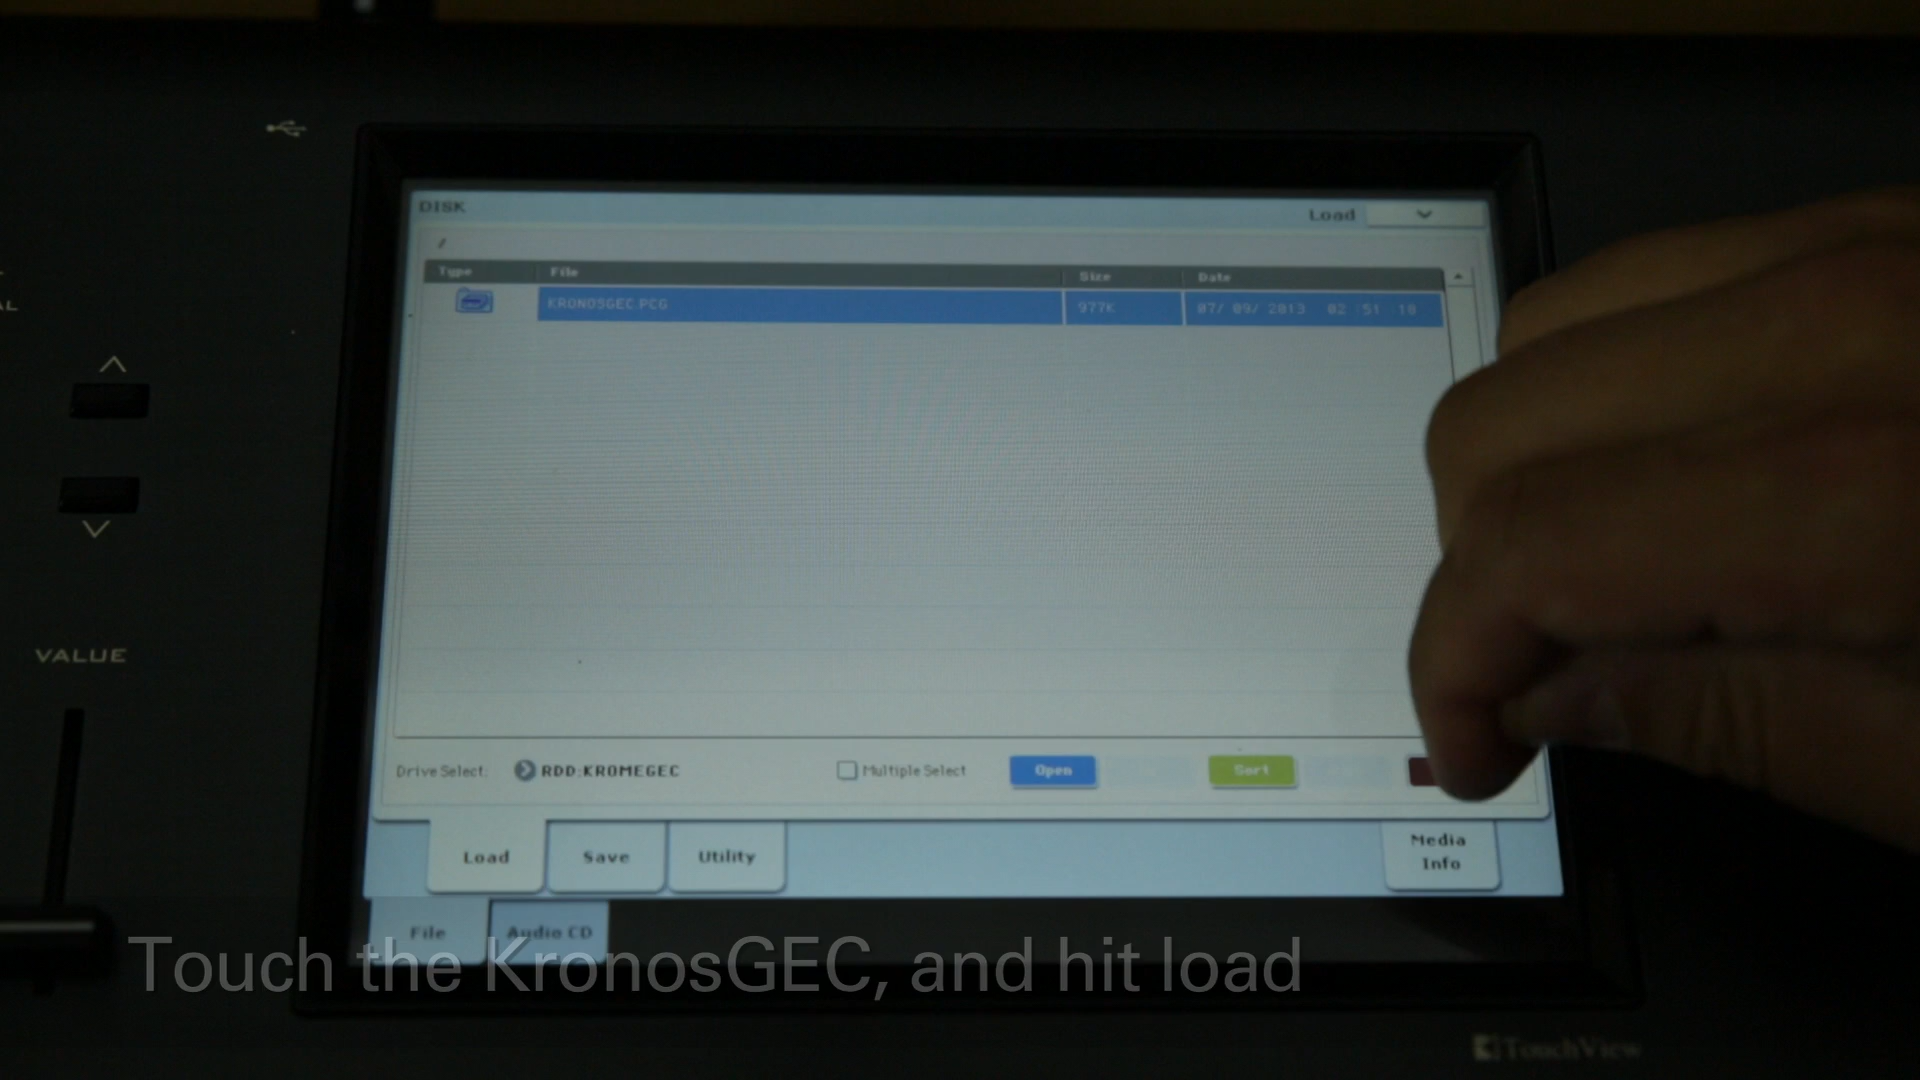 DISK
Load
/
Type File Size Date
KRONOSGEC.PCG 977K 07/ 09/ 2013 02 51 18
VALUE
Drive Select: RDD:KROMEGEC Multiple Select Open Sort
Load Save Utility Media Info
File Audio CD
Touch the KronosGEC, and hit load
TouchView